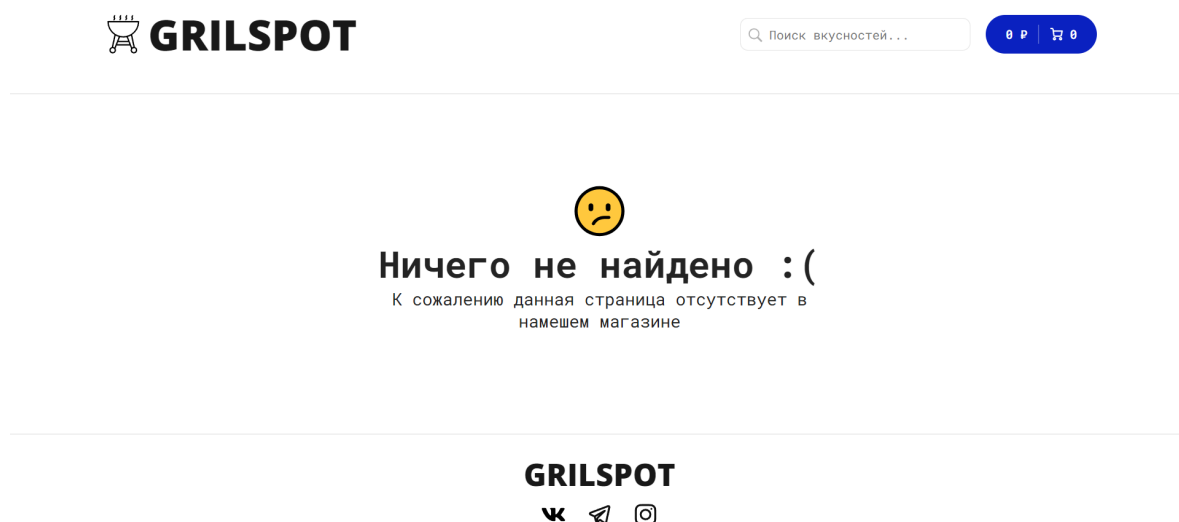 GRILSPOT
Поиск вкусностей...
0 ₽ 0
Ничего не найдено :(
К сожалению данная страница отсутствует в
намешем магазине
GRILSPOT